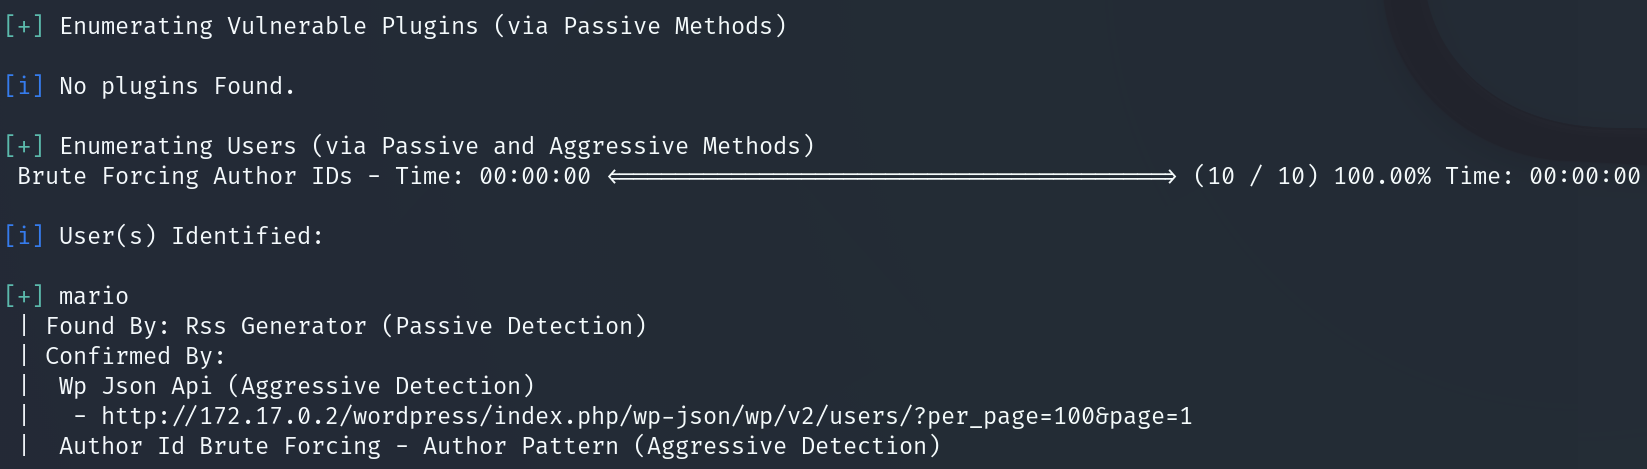 [+] Enumerating Vulnerable Plugins (via Passive Methods)
[i] No plugins Found.
[+] Enumerating Users (via Passive and Aggressive Methods)
Brute Forcing Author IDs - Time: 00:00:00 <==========================================> (10 / 10) 100.00% Time: 00:00:00
[i] User(s) Identified:
[+] mario
| Found By: Rss Generator (Passive Detection)
| Confirmed By:
|  Wp Json Api (Aggressive Detection)
|   - http://172.17.0.2/wordpress/index.php/wp-json/wp/v2/users/?per_page=100&page=1
|  Author Id Brute Forcing - Author Pattern (Aggressive Detection)